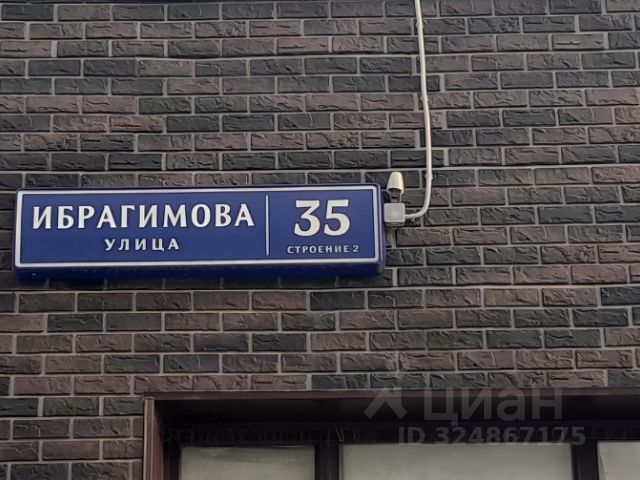 ИБРАГИМОВА
УЛИЦА
35
СТРОЕНИЕ 2
циан
ID 324867175